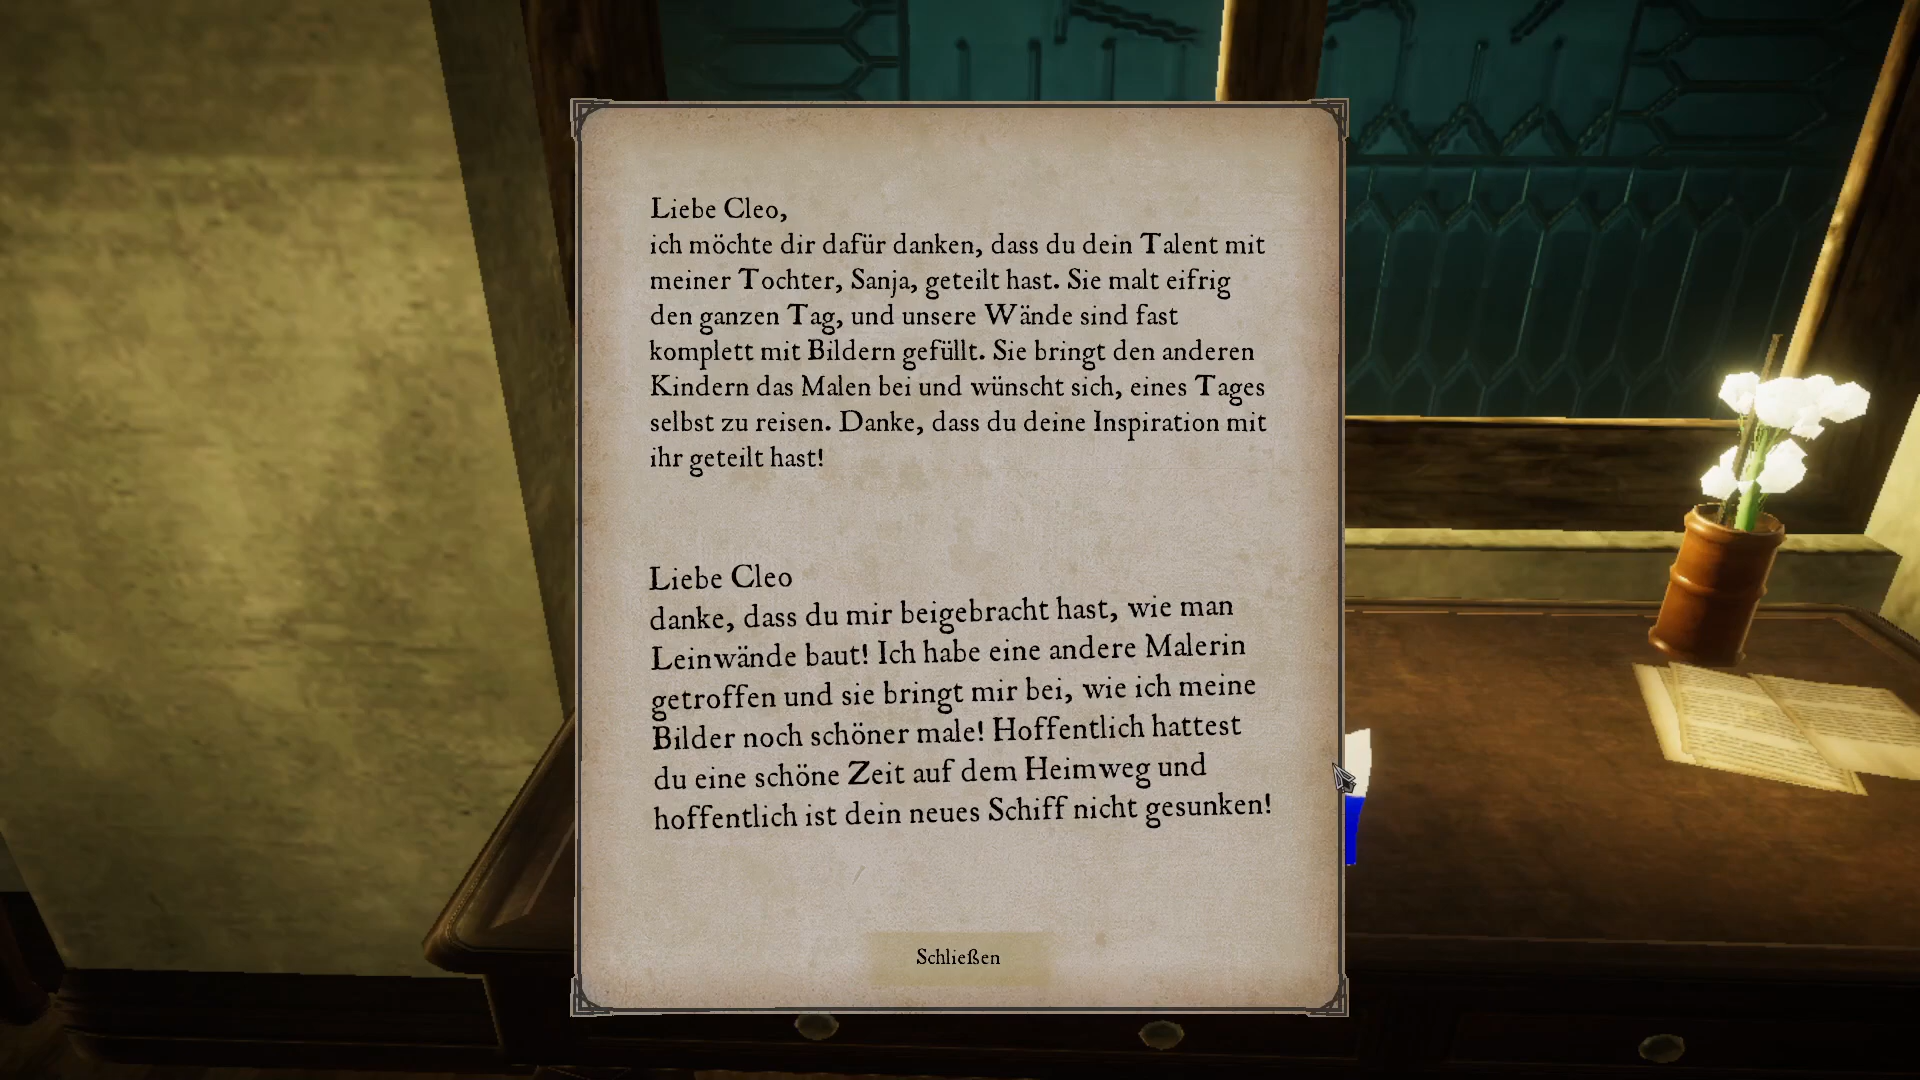 Liebe Cleo,
ich möchte dir dafür danken, dass du dein Talent mit
meiner Tochter, Sanja, geteilt hast. Sie malt eifrig
den ganzen Tag, und unsere Wände sind fast
komplett mit Bildern gefüllt. Sie bringt den anderen
Kindern das Malen bei und wünscht sich, eines Tages
selbst zu reisen. Danke, dass du deine Inspiration mit
ihr geteilt hast!
Liebe Cleo
danke, dass du mir beigebracht hast, wie man
Leinwände baut! Ich habe eine andere Malerin
getroffen und sie bringt mir bei, wie ich meine
Bilder noch schöner male! Hoffentlich hattest
du eine schöne Zeit auf dem Heimweg und
hoffentlich ist dein neues Schiff nicht gesunken!
Schließen